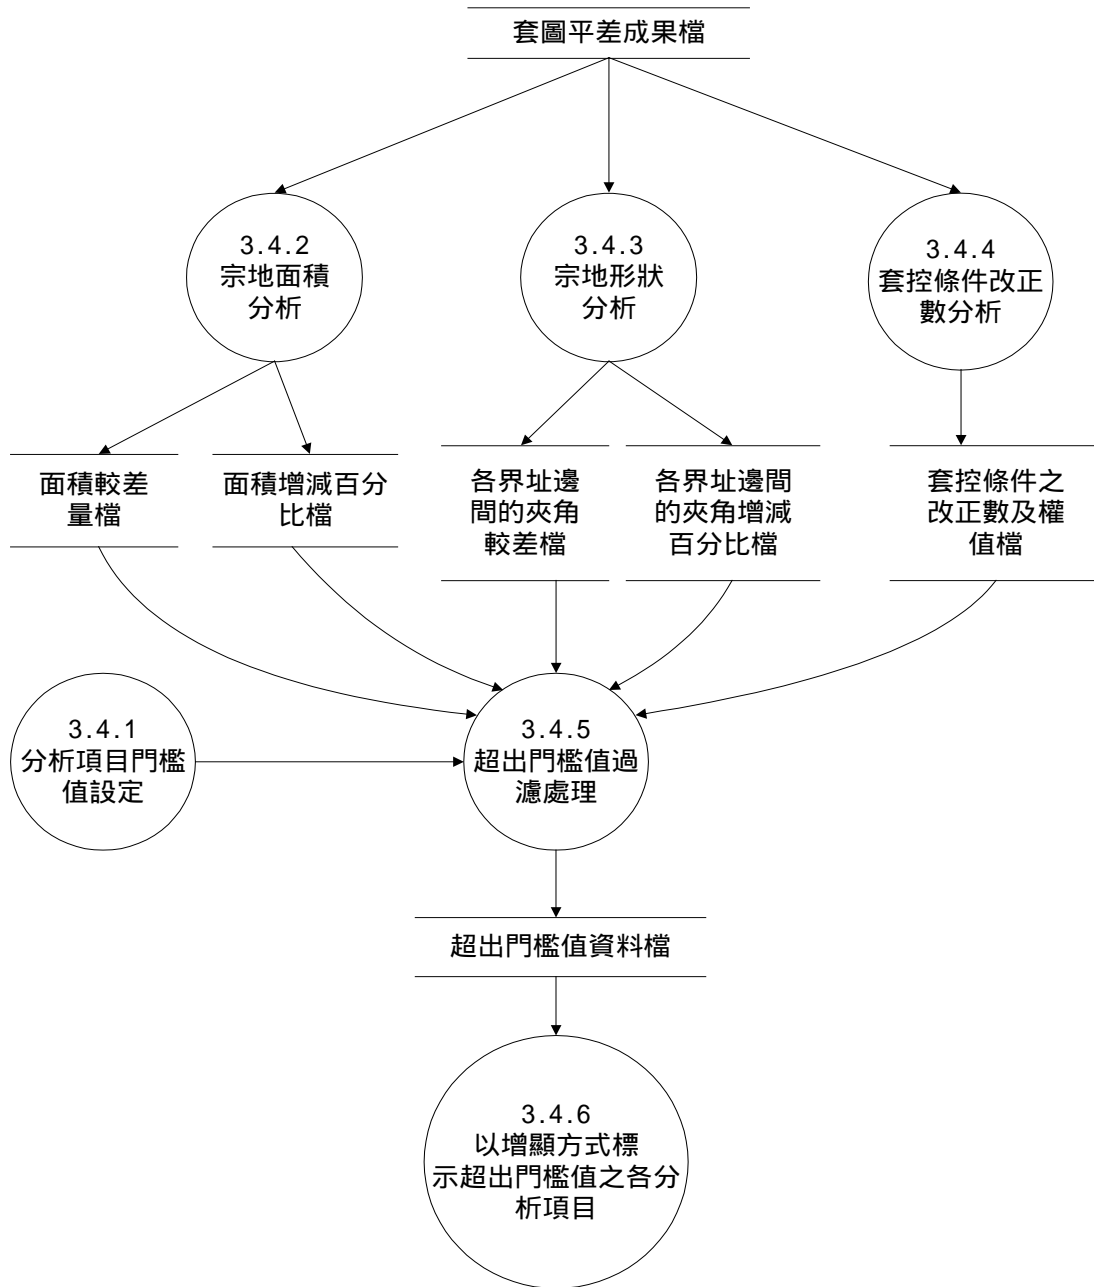 套圖平差成果檔
3.4.2
宗地面積
分析
3.4.3
宗地形狀
分析
3.4.4
套控條件改正
數分析
面積較差
量檔
面積增減百分
比檔
各界址邊
間的夾角
較差檔
各界址邊間
的夾角增減
百分比檔
套控條件之
改正數及權
值檔
3.4.1
分析項目門檻
值設定
3.4.5
超出門檻值過
濾處理
超出門檻值資料檔
3.4.6
以增顯方式標
示超出門檻值之各分
析項目